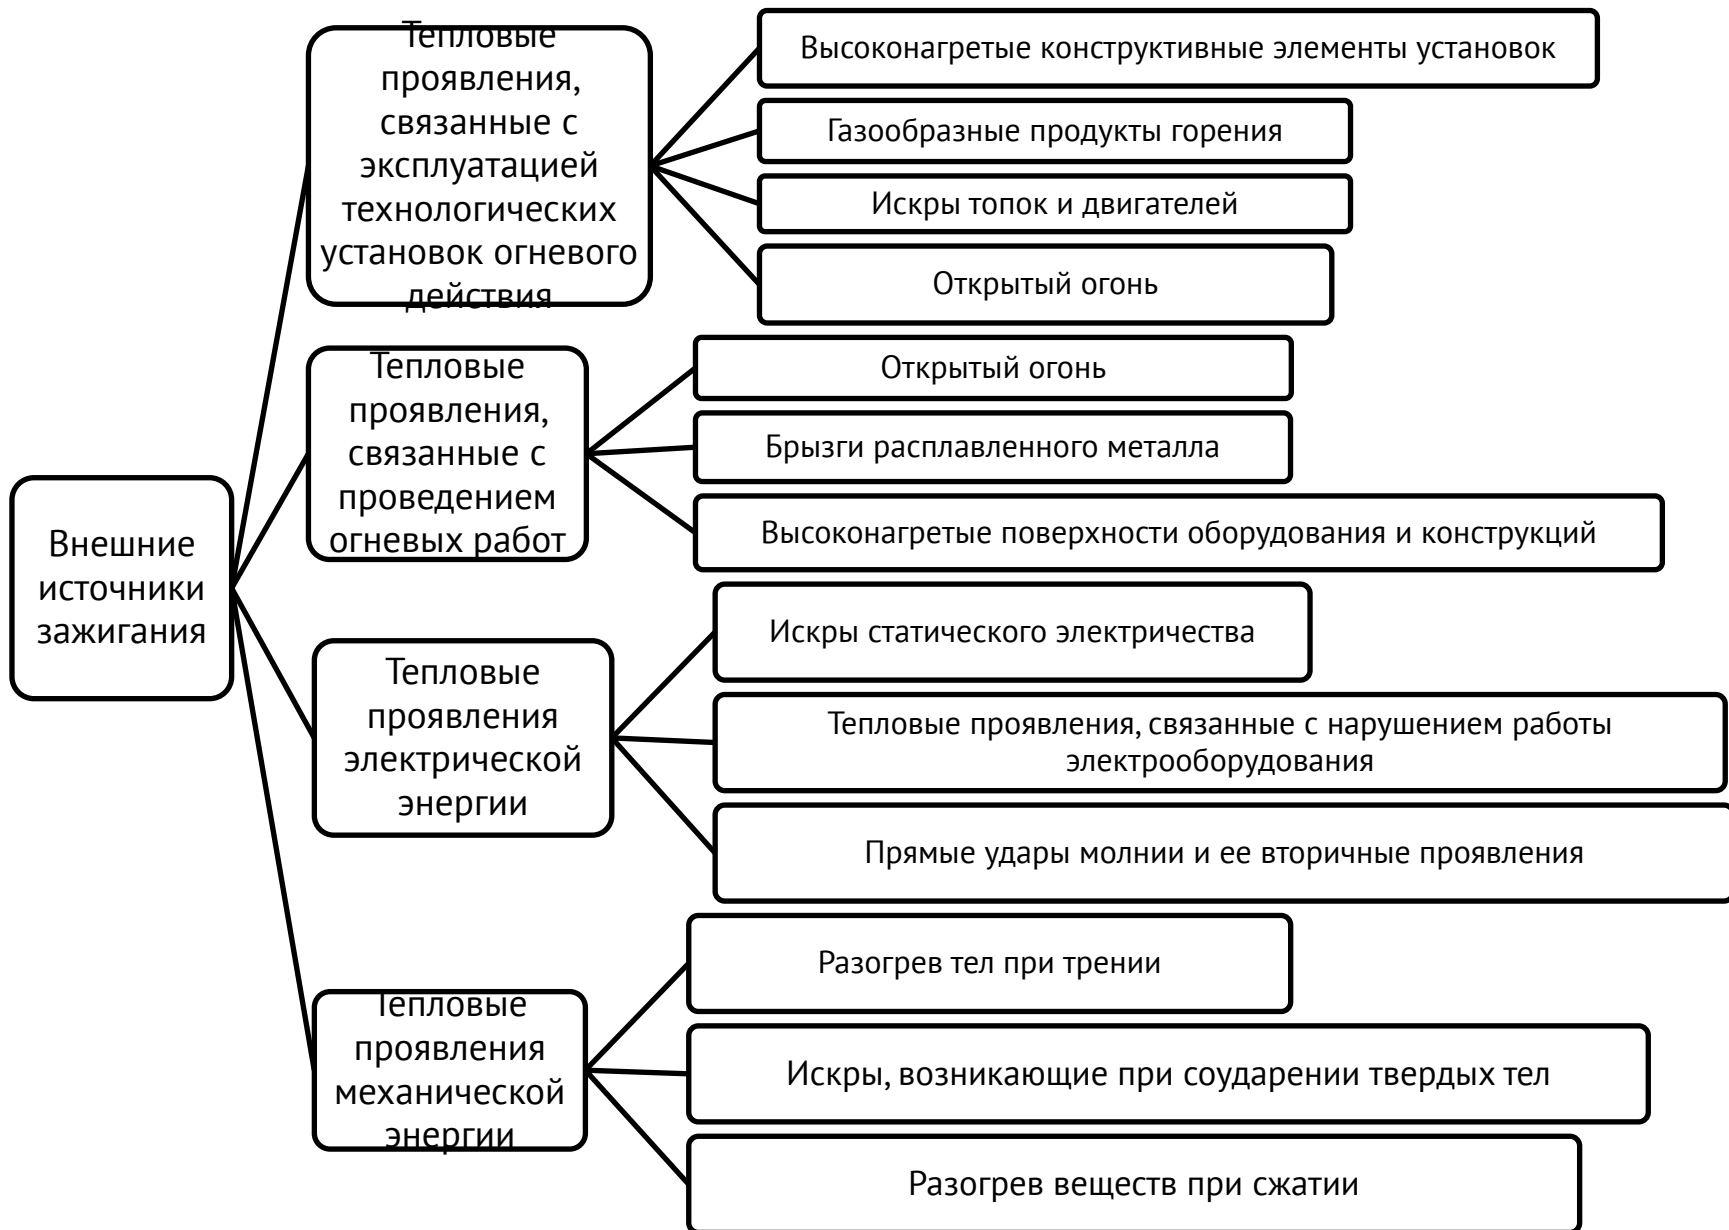 Внешние
источники
зажигания
Тепловые
проявления,
связанные с
эксплуатацией
технологических
установок огневого
действия
Высоконагретые конструктивные элементы установок
Газообразные продукты горения
Искры топок и двигателей
Открытый огонь
Тепловые
проявления,
связанные с
проведением
огневых работ
Открытый огонь
Брызги расплавленного металла
Высоконагретые поверхности оборудования и конструкций
Тепловые
проявления
электрической
энергии
Искры статического электричества
Тепловые проявления, связанные с нарушением работы
электрооборудования
Прямые удары молнии и ее вторичные проявления
Тепловые
проявления
механической
энергии
Разогрев тел при трении
Искры, возникающие при соударении твердых тел
Разогрев веществ при сжатии